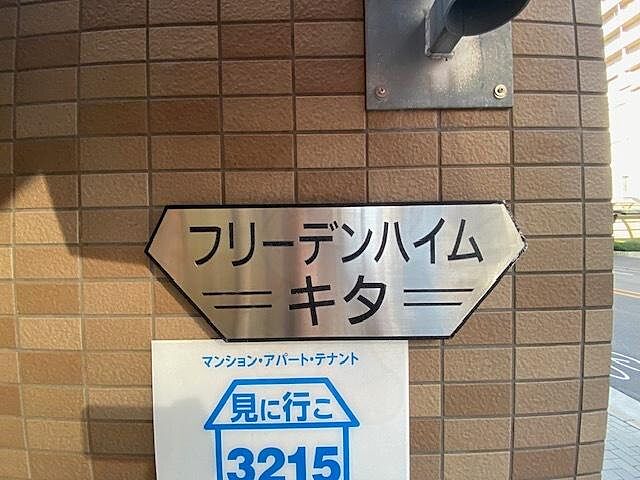 フリーデンハイム
キタ
マンション・アパート・テナント
見に行こ
3215